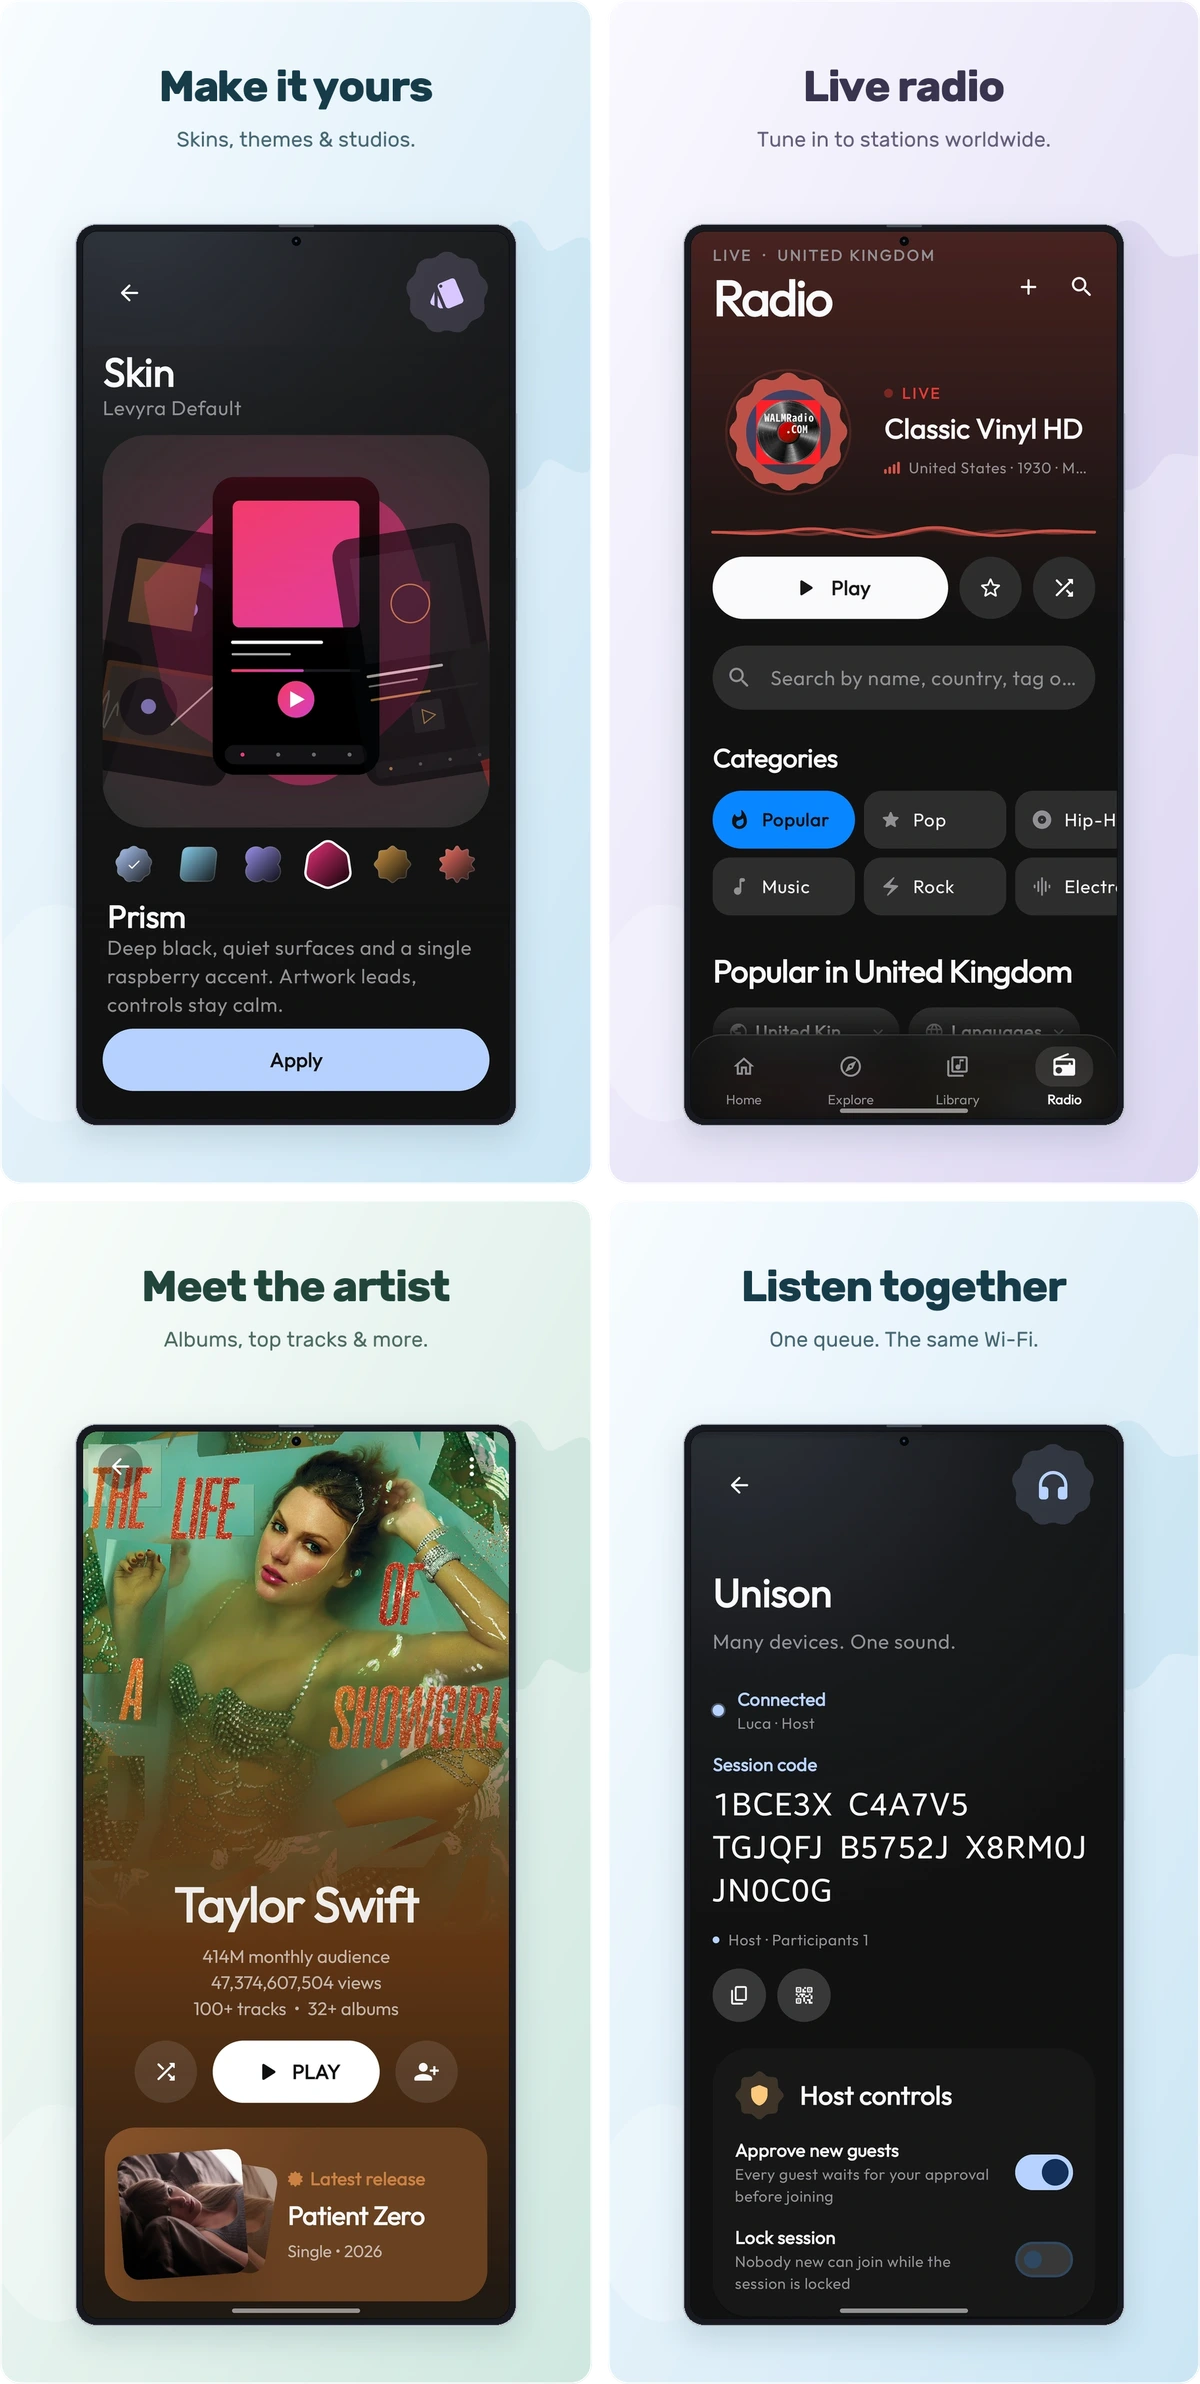 Make it yours
Skins, themes & studios.
Skin
Levyra Default
Prism
Deep black, quiet surfaces and a single
raspberry accent. Artwork leads,
controls stay calm.
Apply
Live radio
Tune in to stations worldwide.
LIVE · UNITED KINGDOM
Radio
WALMRadio
.COM
LIVE
Classic Vinyl HD
United States · 1930 · M...
Play
Search by name, country, tag o...
Categories
Popular
Pop
Hip-H
Music
Rock
Electr
Popular in United Kingdom
United Kin
Languages
Home
Explore
Library
Radio
Meet the artist
Albums, top tracks & more.
THE LIFE
OF
A
SHOWGIRL
Taylor Swift
414M monthly audience
47,374,607,504 views
100+ tracks • 32+ albums
PLAY
Latest release
Patient Zero
Single • 2026
Listen together
One queue. The same Wi-Fi.
Unison
Many devices. One sound.
Connected
Luca · Host
Session code
1BCE3X C4A7V5
TGJQFJ B5752J X8RM0J
JN0C0G
Host · Participants 1
Host controls
Approve new guests
Every guest waits for your approval
before joining
Lock session
Nobody new can join while the
session is locked